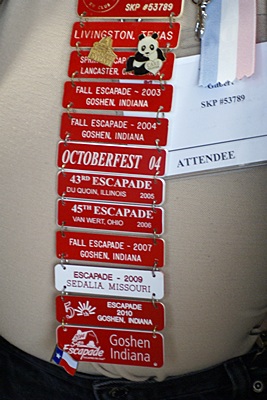 SKP #53789
LIVINGSTON, TEXAS
LANCASTER,
FALL ESCAPADE - 2003
GOSHEN, INDIANA
FALL ESCAPADE - 2004
GOSHEN, INDIANA
OCTOBERFEST 04
43RD ESCAPADE
DU QUOIN, ILLINOIS 2005
45TH ESCAPADE
VAN WERT, OHIO 2006
FALL ESCAPADE - 2007
GOSHEN, INDIANA
ESCAPADE - 2009
SEDALIA, MISSOURI
ESCAPADE
2010
GOSHEN, INDIANA
Escapade
Goshen
Indiana
SKP #53789
ATTENDEE